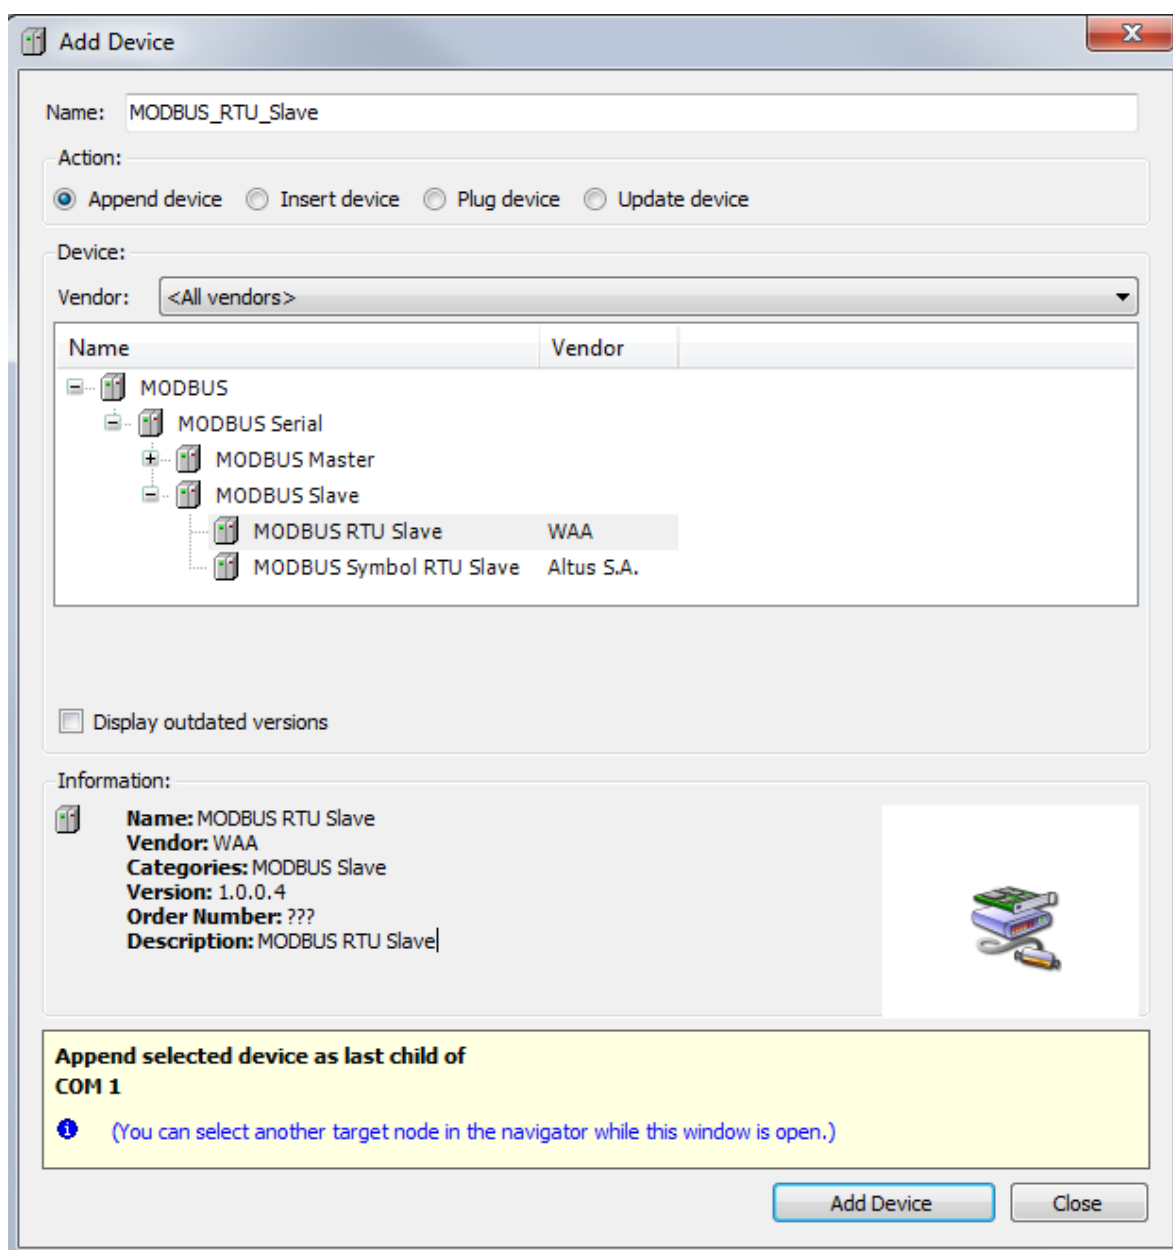 Add Device
Name: MODBUS_RTU_Slave
Action:
Append device Insert device Plug device Update device
Device:
Vendor: <All vendors>
Name Vendor
MODBUS
MODBUS Serial
MODBUS Master
MODBUS Slave
MODBUS RTU Slave WAA
MODBUS Symbol RTU Slave Altus S.A.
Display outdated versions
Information:
Name: MODBUS RTU Slave
Vendor: WAA
Categories: MODBUS Slave
Version: 1.0.0.4
Order Number: ???
Description: MODBUS RTU Slave
Append selected device as last child of
COM 1
(You can select another target node in the navigator while this window is open.)
Add Device Close